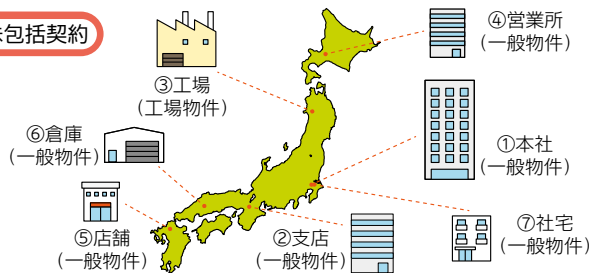 包括契約
④営業所
(一般物件)
③工場
(工場物件)
①本社
(一般物件)
⑥倉庫
(一般物件)
⑤店舗
(一般物件)
②支店
(一般物件)
⑦社宅
(一般物件)